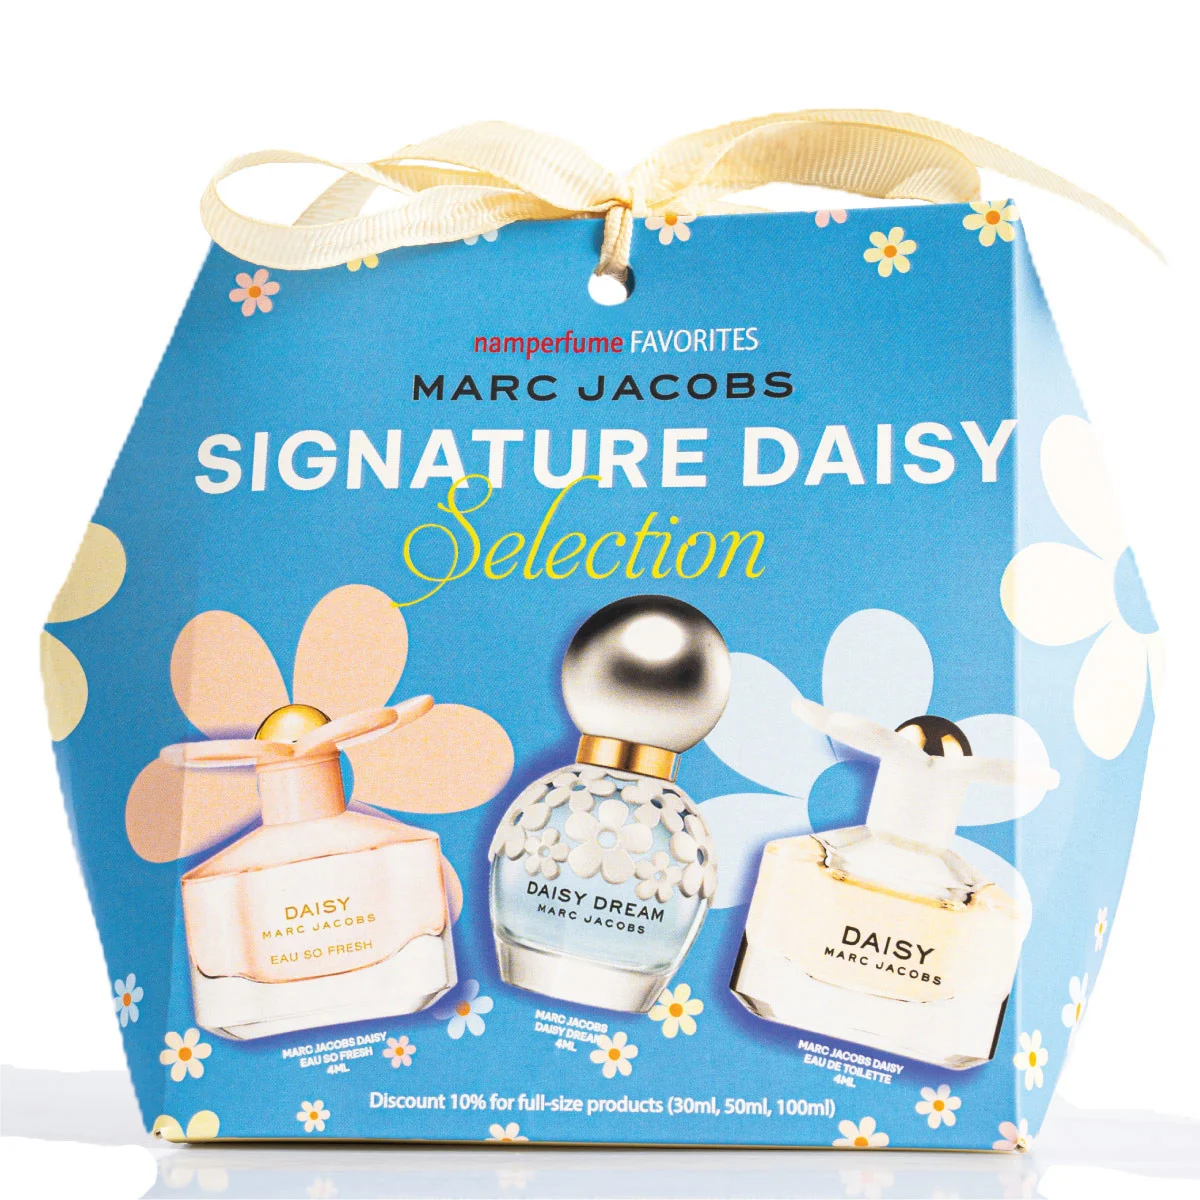 namperfume FAVORITES
MARC JACOBS
SIGNATURE DAISY
Selection
DAISY
MARC JACOBS
EAU SO FRESH
DAISY DREAM
MARC JACOBS
DAISY
MARC JACOBS
MARC JACOBS DAISY
EAU SO FRESH
4ML
MARC JACOBS
DAISY DREAM
4ML
MARC JACOBS DAISY
EAU DE TOILETTE
4ML
Discount 10% for full-size products (30ml, 50ml, 100ml)